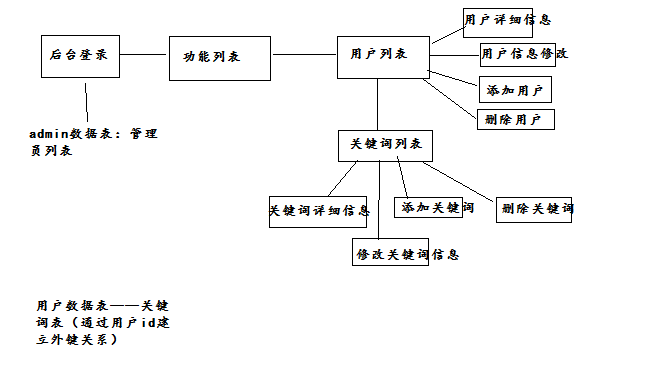 用户详细信息
后台登录
功能列表
用户列表
用户信息修改
添加用户
删除用户
admin数据表：管理
员列表
关键词列表
关键词详细信息
添加关键词
删除关键词
修改关键词信息
用户数据表——关键
词表（通过用户id建
立外键关系）